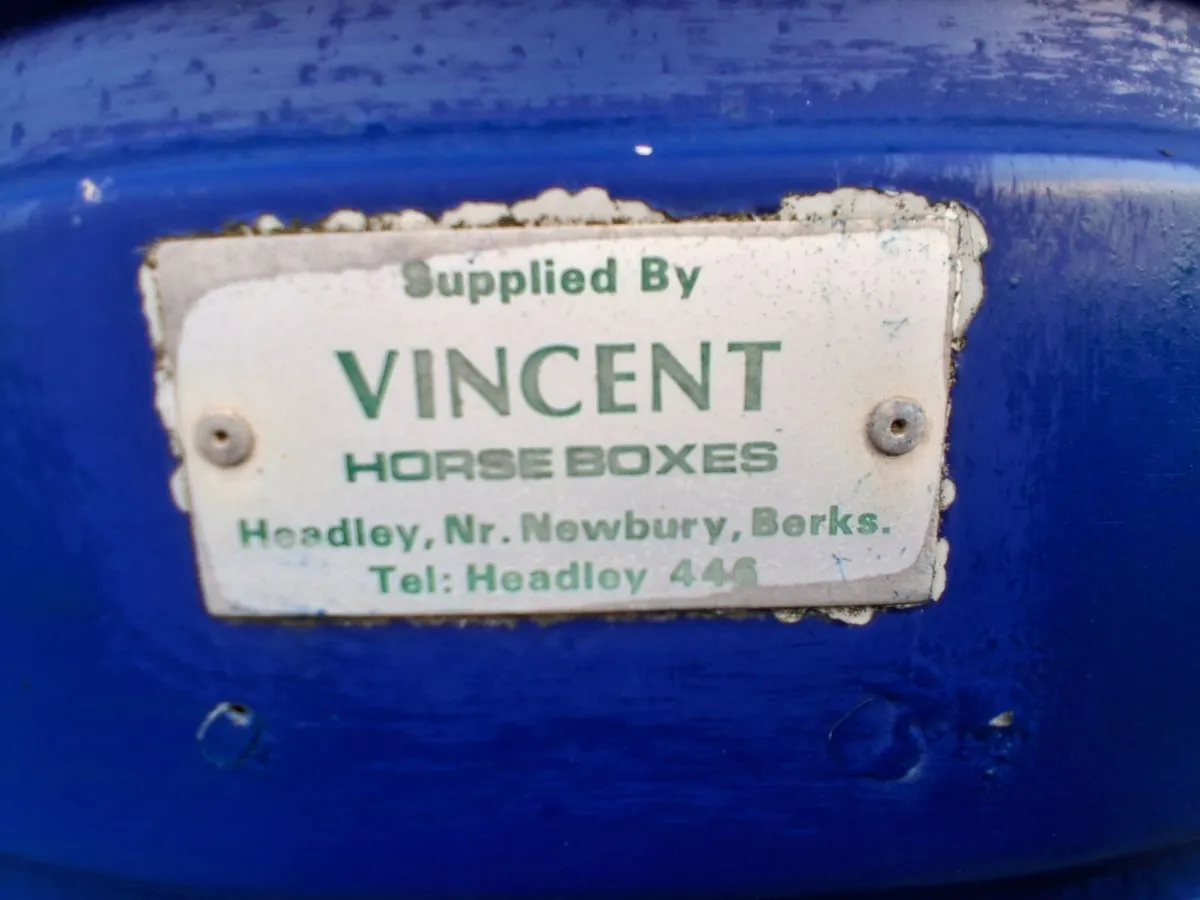 Supplied By
VINCENT
HORSE BOXES
Headley, Nr. Newbury, Berks.
Tel: Headley 446